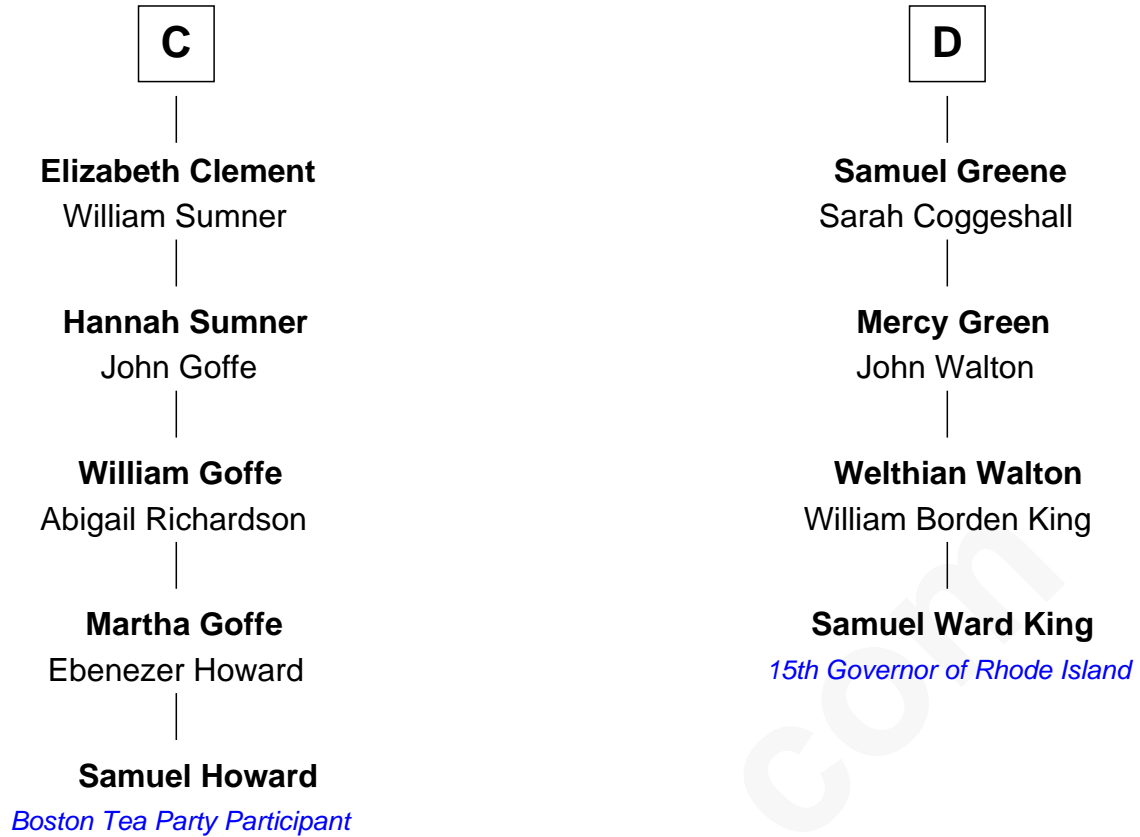 C
Elizabeth Clement
William Sumner
Hannah Sumner
John Goffe
William Goffe
Abigail Richardson
Martha Goffe
Ebenezer Howard
Samuel Howard
Boston Tea Party Participant
D
Samuel Greene
Sarah Coggeshall
Mercy Green
John Walton
Welthian Walton
William Borden King
Samuel Ward King
15th Governor of Rhode Island
com